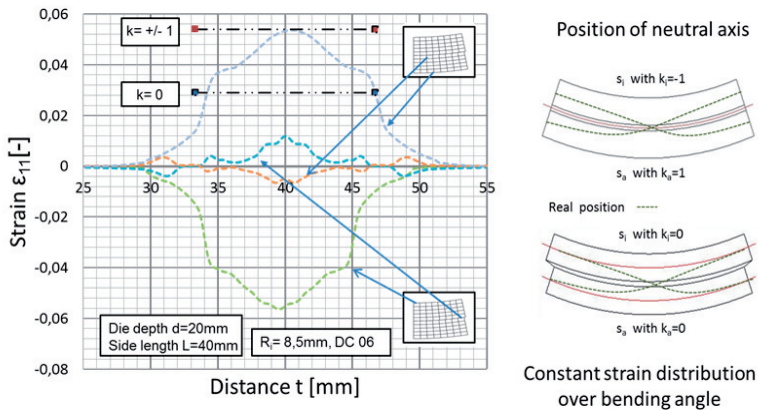 0,06
k= +/- 1
0,04
k= 0
0,02
0
25 30 35 40 45 50 55
-0,02
-0,04
-0,06
-0,08
Strain ε11[-]
Die depth d=20mm
Side length L=40mm
Ri= 8,5mm, DC 06
Distance t [mm]
Position of neutral axis
si with ki=-1
sa with ka=1
Real position
si with ki=0
sa with ka=0
Constant strain distribution
over bending angle